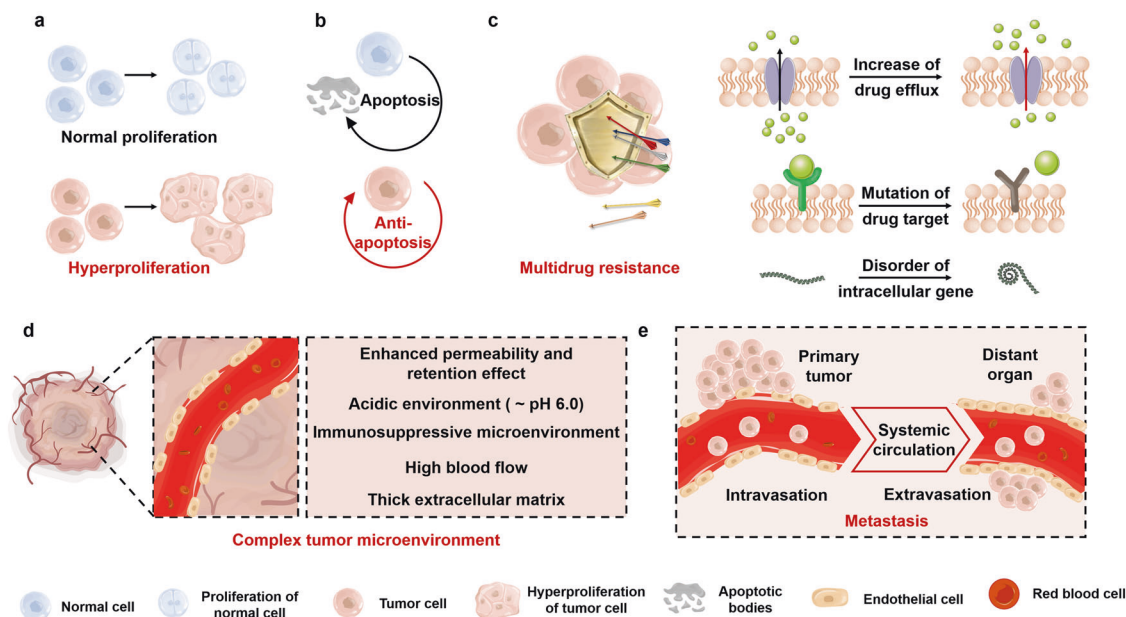 a
Normal proliferation
Hyperproliferation
b
Apoptosis
Anti-
apoptosis
c
Multidrug resistance
Increase of
drug efflux
Mutation of
drug target
Disorder of
intracellular gene
d
Enhanced permeability and
retention effect
Acidic environment ( ~ pH 6.0)
Immunosuppressive microenvironment
High blood flow
Thick extracellular matrix
Complex tumor microenvironment
e
Primary
tumor
Distant
organ
Systemic
circulation
Intravasation
Extravasation
Metastasis
Normal cell
Proliferation of
normal cell
Tumor cell
Hyperproliferation
of tumor cell
Apoptotic
bodies
Endothelial cell
Red blood cell